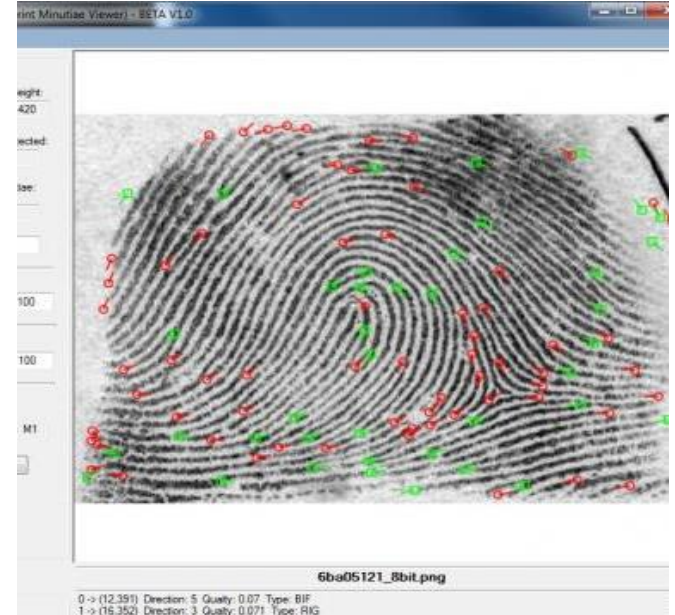 rint Minutiae Viewer) - BETA V1.0
eight:
420
ected:
iae:
100
100
M1
6ba05121_8bit.png
0 -> (12,391) Direction: 5 Quality: 0.07 Type: BIF
1 -> (16,352) Direction: 3 Quality: 0.071 Type: RIG